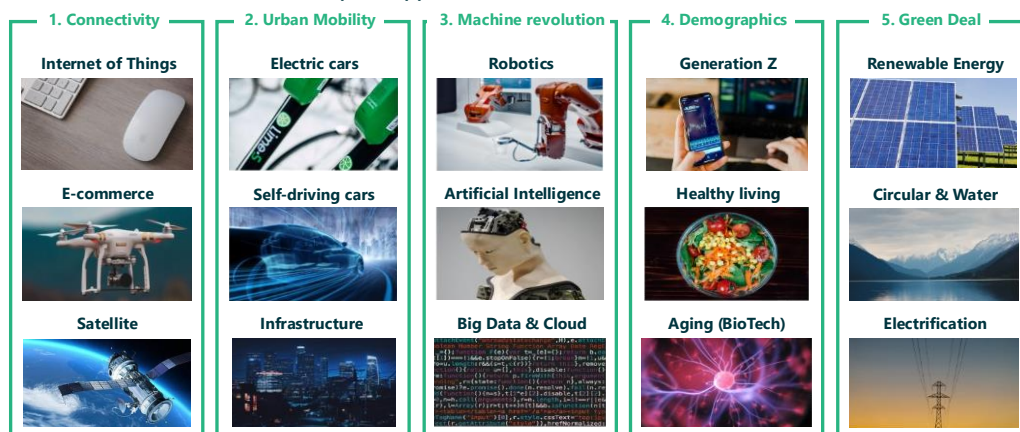 1. Connectivity
2. Urban Mobility
3. Machine revolution
4. Demographics
5. Green Deal
Internet of Things
Electric cars
Robotics
Generation Z
Renewable Energy
Lime-S
E-commerce
Self-driving cars
Artificial Intelligence
Healthy living
Circular & Water
Satellite
Infrastructure
Big Data & Cloud
Aging (BioTech)
Electrification